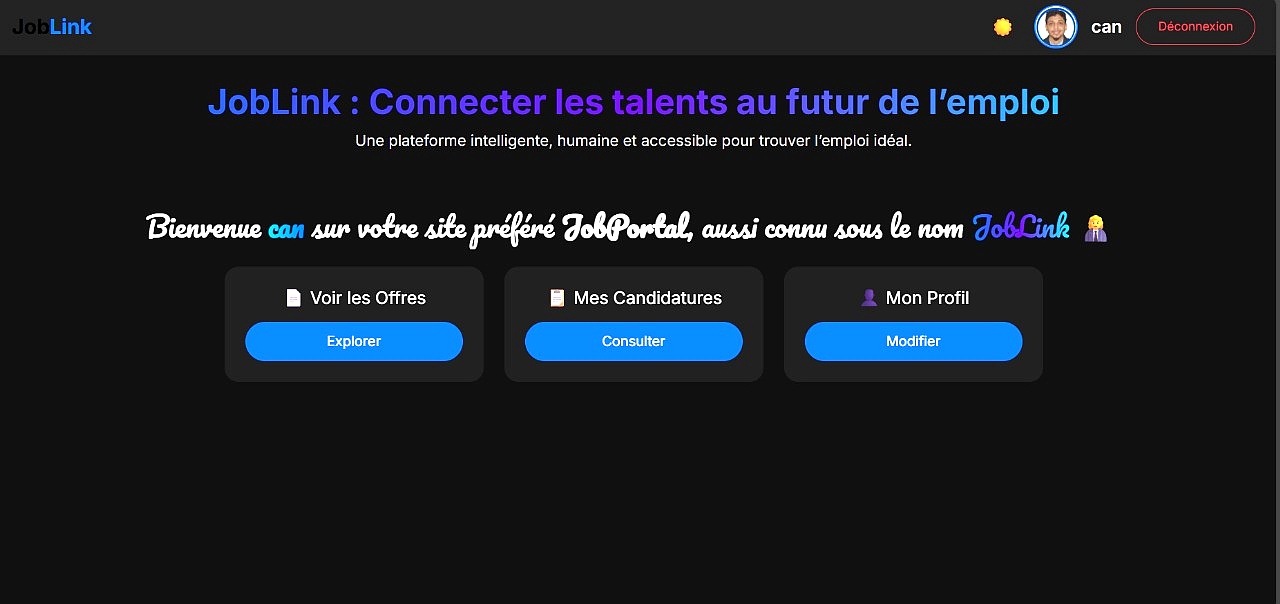 JobLink
can
Déconnexion
JobLink : Connecter les talents au futur de l’emploi
Une plateforme intelligente, humaine et accessible pour trouver l’emploi idéal.
Bienvenue can sur votre site préféré JobPortal, aussi connu sous le nom JobLink
Voir les Offres
Explorer
Mes Candidatures
Consulter
Mon Profil
Modifier